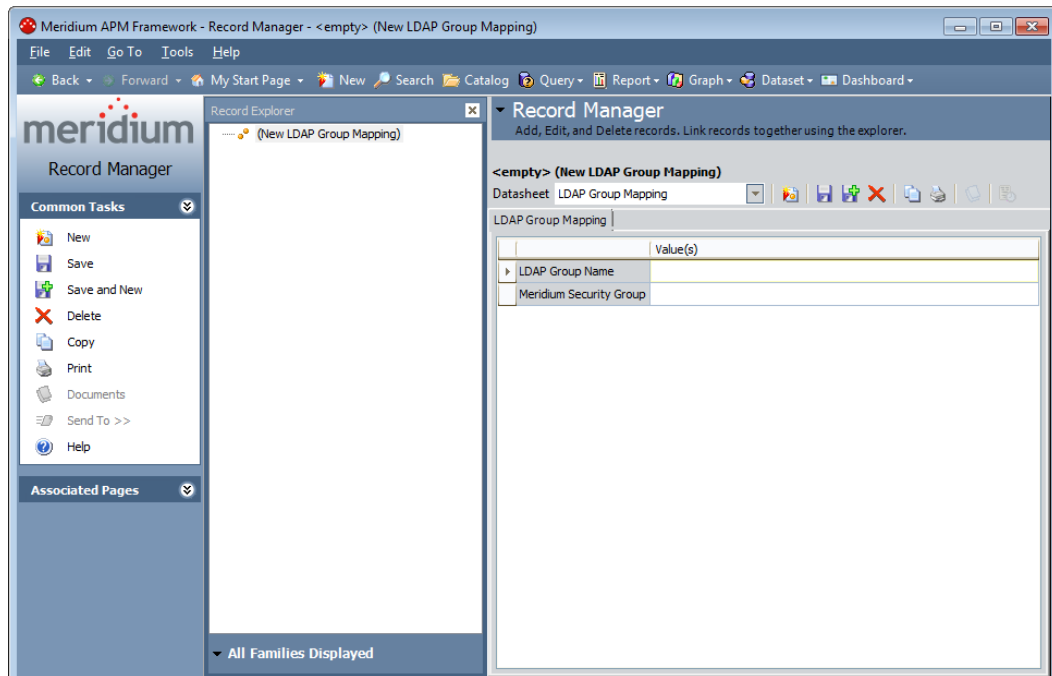 Meridium APM Framework - Record Manager - <empty> (New LDAP Group Mapping)
File Edit Go To Tools Help
Back Forward My Start Page New Search Catalog Query Report Graph Dataset Dashboard
meridium
Record Manager
Common Tasks
New
Save
Save and New
Delete
Copy
Print
Documents
Send To >>
Help
Associated Pages
Record Explorer
(New LDAP Group Mapping)
All Families Displayed
Record Manager
Add, Edit, and Delete records. Link records together using the explorer.
<empty> (New LDAP Group Mapping)
Datasheet LDAP Group Mapping
LDAP Group Mapping
Value(s)
LDAP Group Name
Meridium Security Group